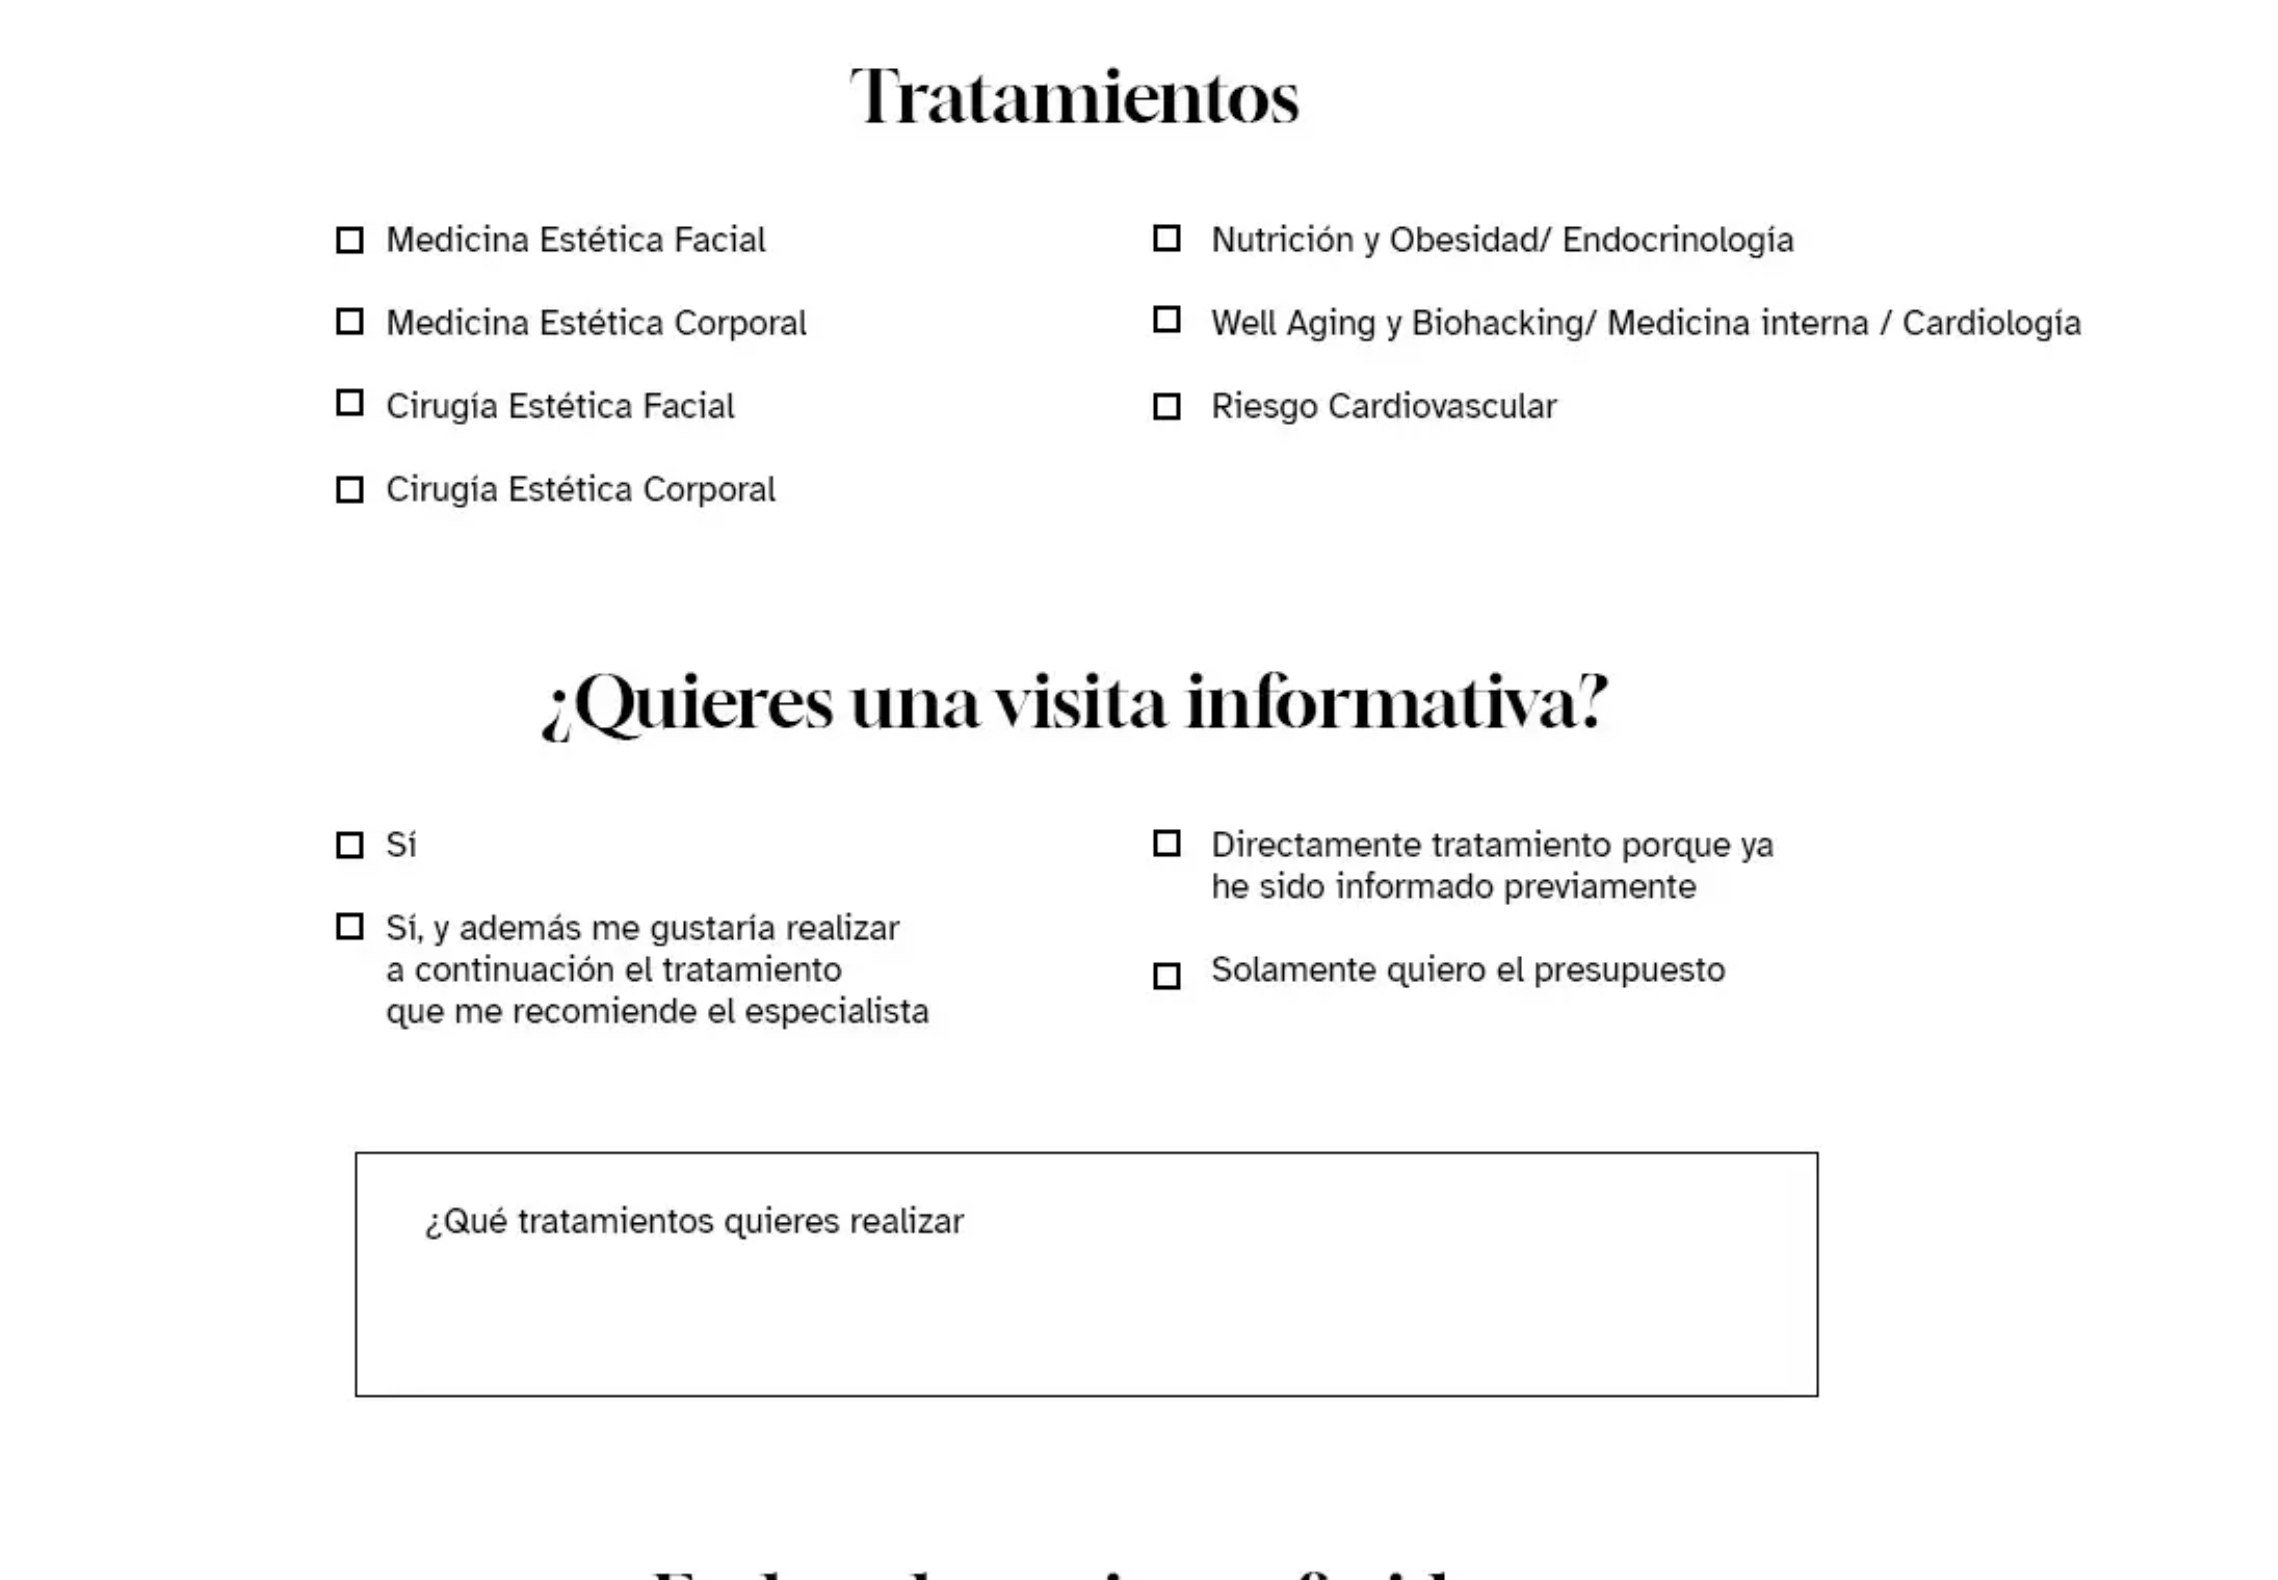 Tratamientos
Medicina Estética Facial
Medicina Estética Corporal
Cirugía Estética Facial
Cirugía Estética Corporal
Nutrición y Obesidad/ Endocrinología
Well Aging y Biohacking/ Medicina interna / Cardiología
Riesgo Cardiovascular
¿Quieres una visita informativa?
Sí
Sí, y además me gustaría realizar
a continuación el tratamiento
que me recomiende el especialista
Directamente tratamiento porque ya
he sido informado previamente
Solamente quiero el presupuesto
¿Qué tratamientos quieres realizar